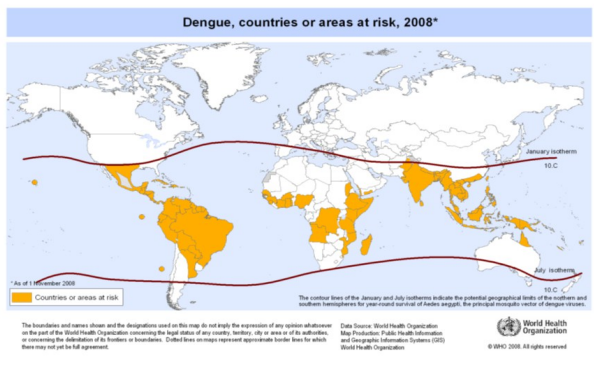 Dengue, countries or areas at risk, 2008*
January isotherm
10.C
July isotherm
10.C
* As of 1 November 2008
Countries or areas at risk
The contour lines of the January and July isotherms indicate the potential geographical limits of the northern and
southern hemispheres for year-round survival of Aedes aegypti, the principal mosquito vector of dengue viruses.
The boundaries and names shown and the designations used on this map do not imply the expression of any opinion whatsoever
on the part of the World Health Organization concerning the legal status of any country, territory, city or area or of its authorities,
or concerning the delimitation of its frontiers or boundaries. Dotted lines on maps represent approximate border lines for which
there may not yet be full agreement.
Data Source: World Health Organization
Map Production: Public Health Information
and Geographic Information Systems (GIS)
World Health Organization
World Health
Organization
© WHO 2008. All rights reserved